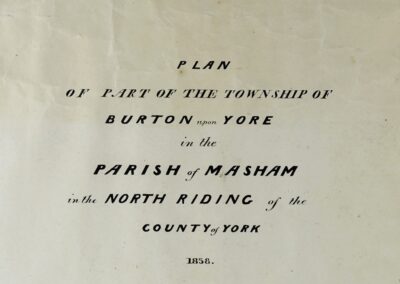 PLAN
OF PART OF THE TOWNSHIP OF
BURTON upon YORE
in the
PARISH of MASHAM
in the NORTH RIDING of the
COUNTY of YORK
1858.